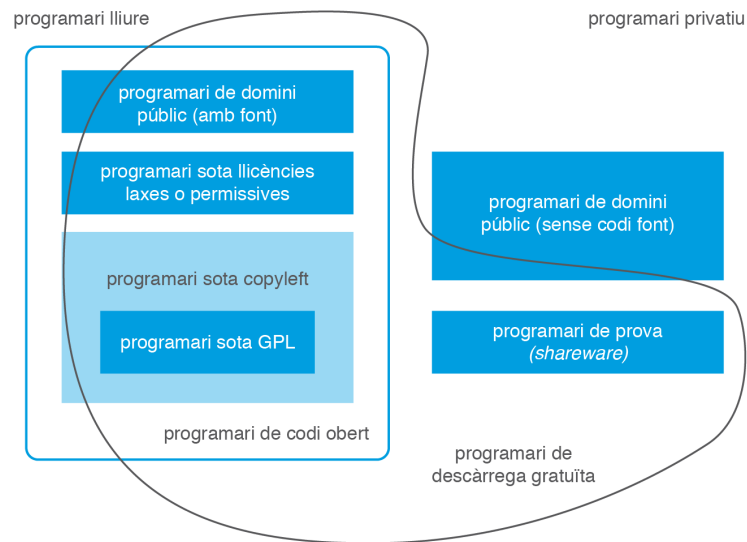 programari lliure
programari privatiu
programari de domini
públic (amb font)
programari sota llicències
laxes o permissives
programari de domini
públic (sense codi font)
programari sota copyleft
programari sota GPL
programari de prova
(shareware)
programari de codi obert
programari de
descàrrega gratuïta